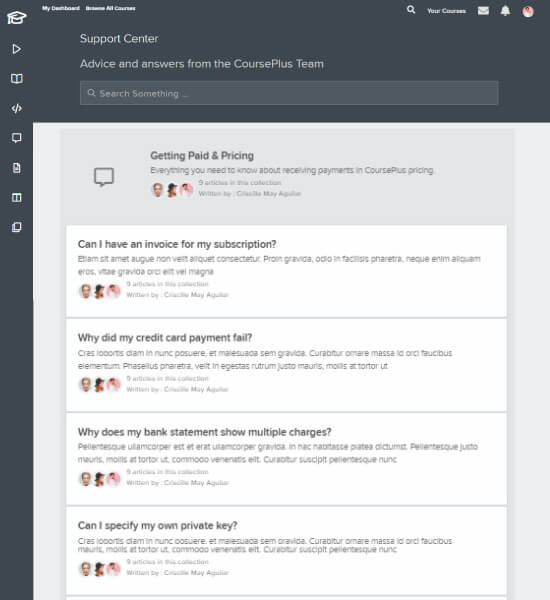 My Dashboard Browse All Courses Your Courses
Support Center
Advice and answers from the CoursePlus Team
Search Something ...
Getting Paid & Pricing
Everything you need to know about receiving payments in CoursePlus pricing.
9 articles in this collection
Written by : Criscille May Aguilar
Can I have an invoice for my subscription?
Etiam sit amet augue non velit aliquet consectetur. Proin gravida, odio in facilisis pharetra, neque enim aliquam
eros, vitae gravida orci elit vel magna
9 articles in this collection
Written by : Criscille May Aguilar
Why did my credit card payment fail?
Cras lobortis diam in nunc posuere, et malesuada sem gravida. Curabitur ornare massa id orci faucibus
elementum. Phasellus pharetra, velit in egestas rutrum justo mauris, mollis at tortor ut
9 articles in this collection
Written by : Criscille May Aguilar
Why does my bank statement show multiple charges?
Pellentesque ullamcorper est et erat ullamcorper gravida. In hac habitasse platea dictumst. Pellentesque justo
mauris, mollis at tortor ut, commodo venenatis elit. Curabitur suscipit pellentesque nunc
9 articles in this collection
Written by : Criscille May Aguilar
Can I specify my own private key?
Cras lobortis diam in nunc posuere, et malesuada sem gravida. Curabitur ornare massa id orci faucibus
mauris, mollis at tortor ut, commodo venenatis elit. Curabitur suscipit pellentesque nunc
9 articles in this collection
Written by : Criscille May Aguilar